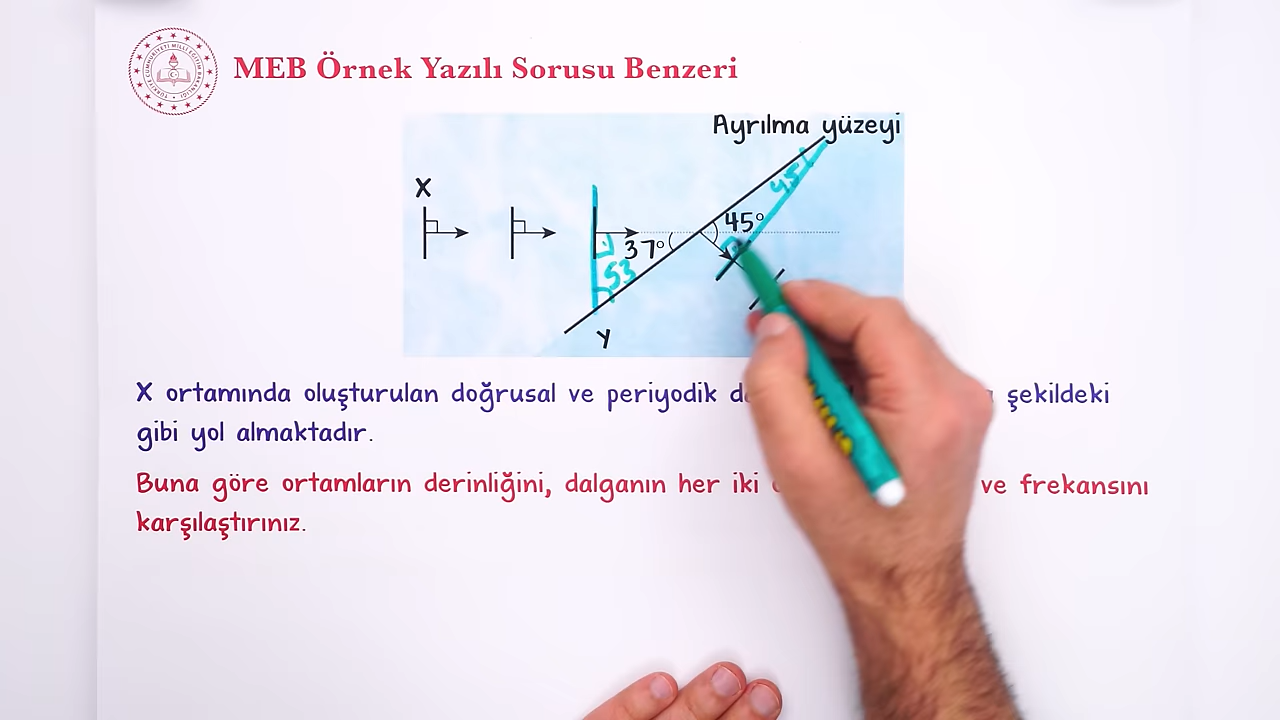 MEB Örnek Yazılı Sorusu Benzeri
Ayrılma yüzeyi
X
45
45°
37°
53
Y
X ortamında oluşturulan doğrusal ve periyodik şekildeki
gibi yol almaktadır.
Buna göre ortamların derinliğini, dalganın her iki ve frekansını
karşılaştırınız.